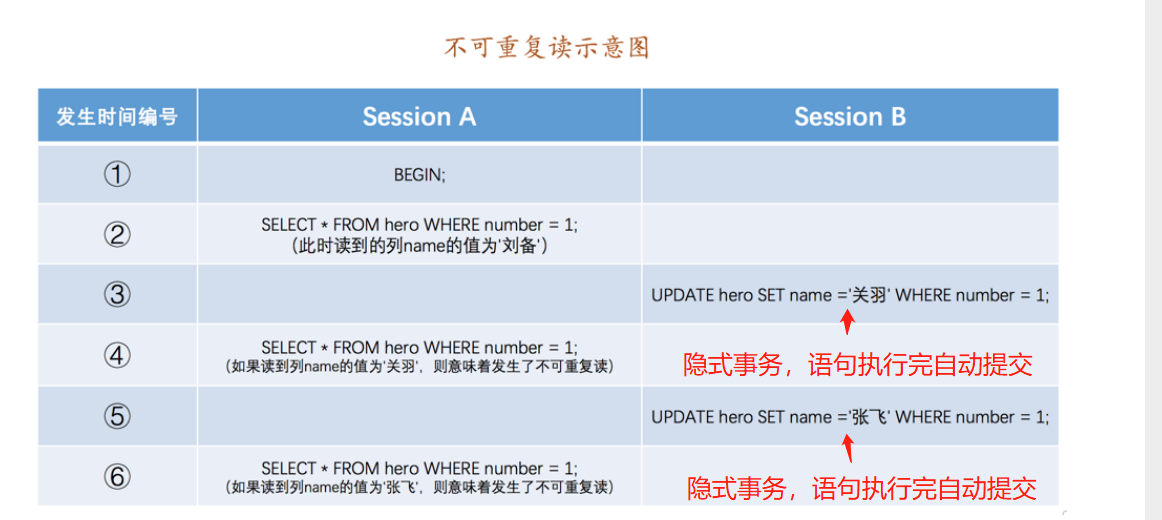 不可重复读示意图
发生时间编号 Session A Session B
① BEGIN;
② SELECT * FROM hero WHERE number = 1;
（此时读到的列name的值为'刘备'）
③ UPDATE hero SET name ='关羽' WHERE number = 1;
④ SELECT * FROM hero WHERE number = 1;
（如果读到列name的值为'关羽'，则意味着发生了不可重复读）
隐式事务，语句执行完自动提交
⑤ UPDATE hero SET name ='张飞' WHERE number = 1;
⑥ SELECT * FROM hero WHERE number = 1;
（如果读到列name的值为'张飞'，则意味着发生了不可重复读）
隐式事务，语句执行完自动提交